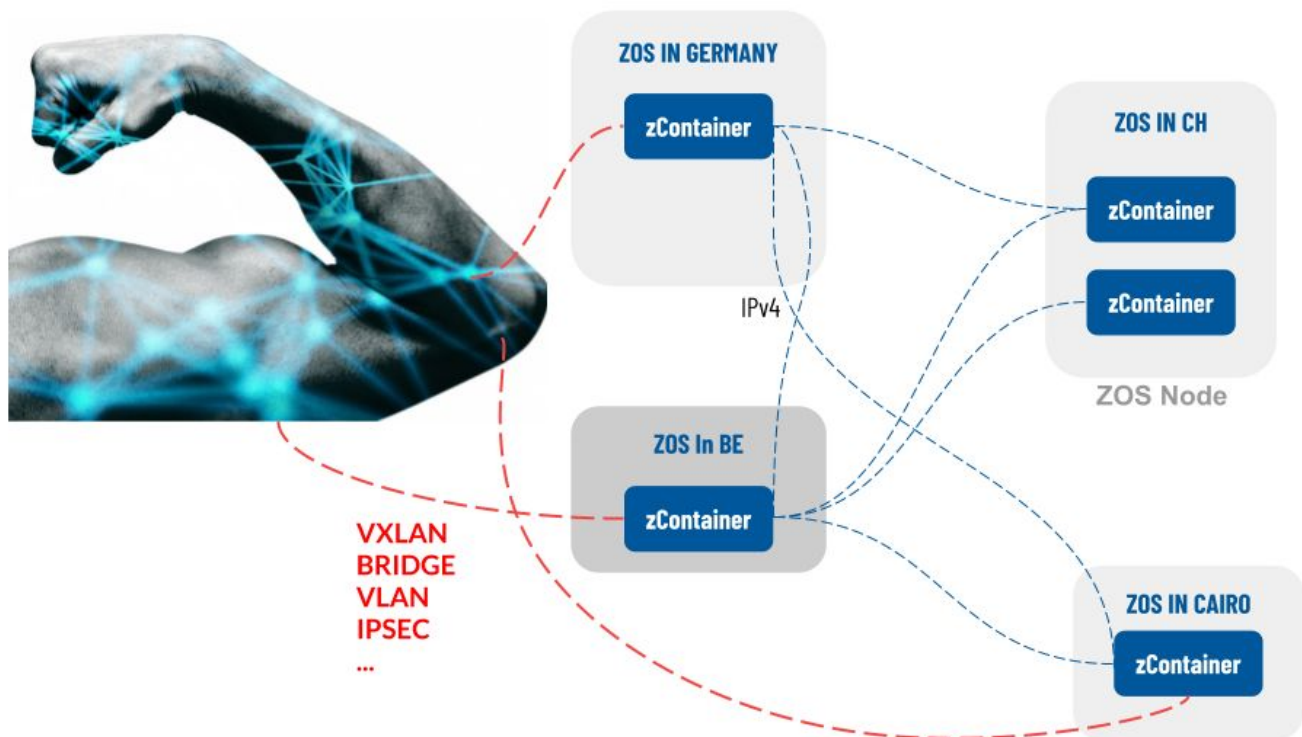 ZOS IN GERMANY
zContainer
ZOS IN CH
zContainer
zContainer
ZOS Node
IPv4
ZOS In BE
zContainer
VXLAN
BRIDGE
VLAN
IPSEC
...
ZOS IN CAIRO
zContainer